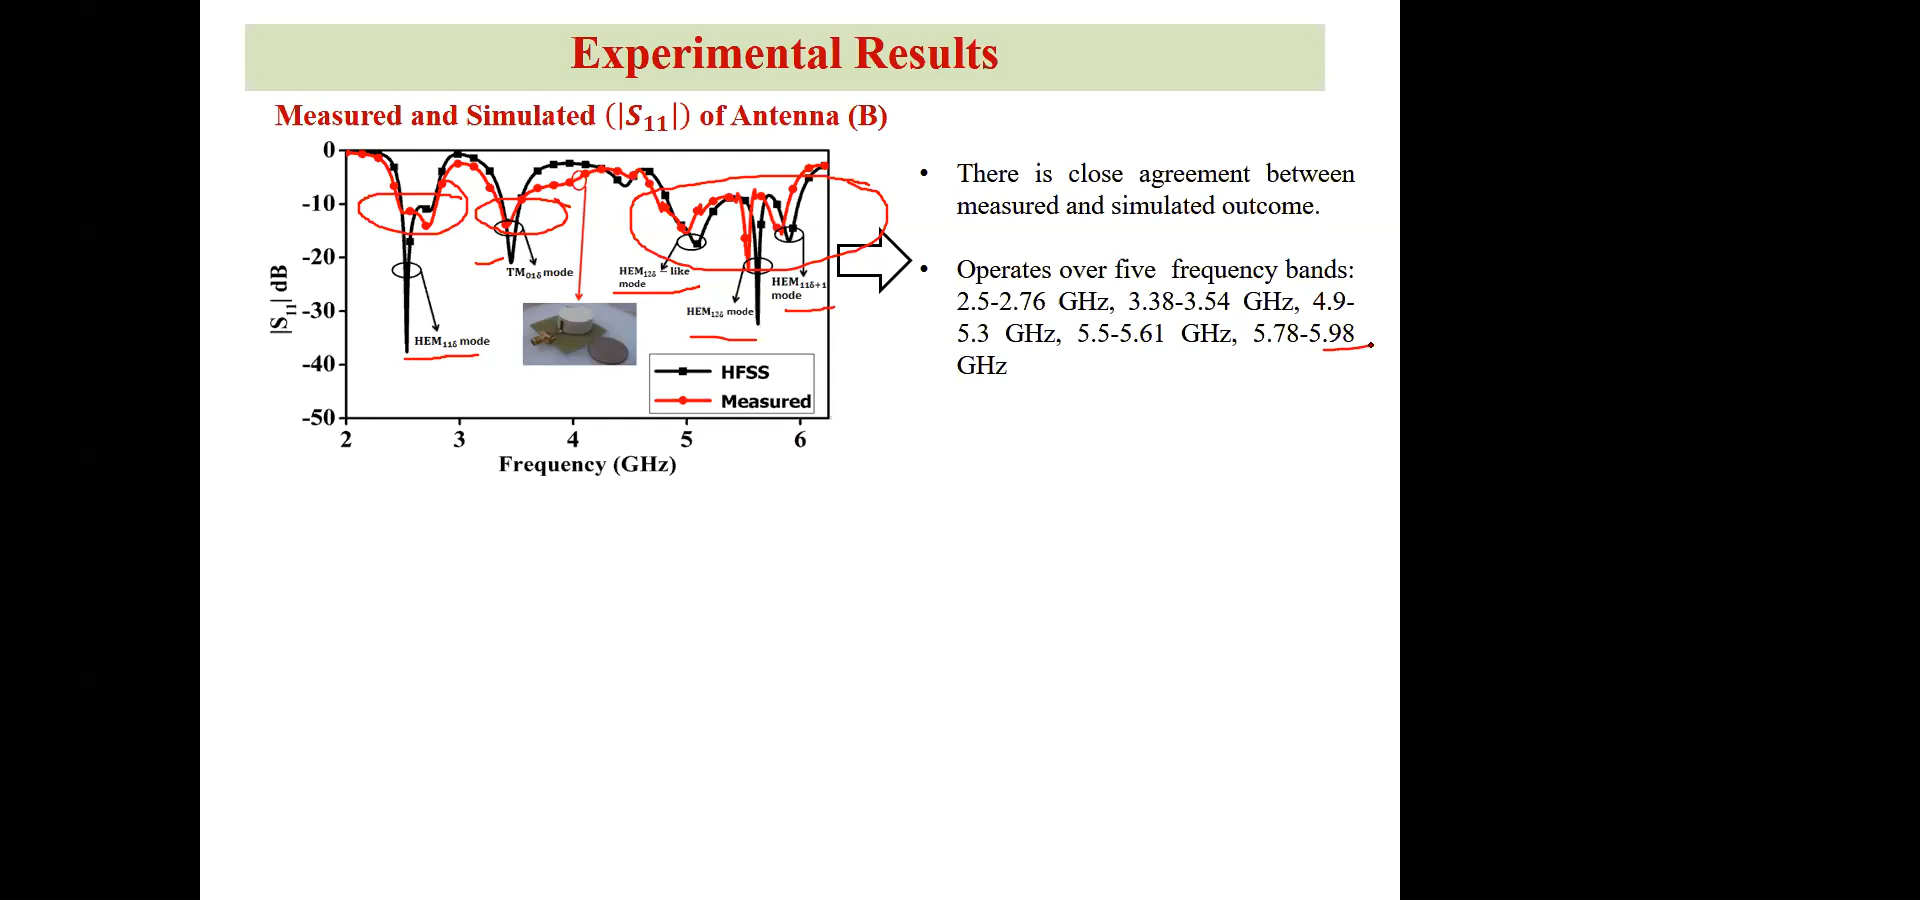 Experimental Results
Measured and Simulated (|S₁₁|) of Antenna (B)
0
-10
-20
-30
-40
-50
|S₁₁| dB
2 3 4 5 6
Frequency (GHz)
HEM₁₁δ mode
TM₀₁δ mode
HEM₁₂δ – like
mode
HEM₁₂δ mode
HEM₁₁δ₊₁
mode
HFSS
Measured
• There is close agreement between
measured and simulated outcome.
• Operates over five frequency bands:
2.5-2.76 GHz, 3.38-3.54 GHz, 4.9-
5.3 GHz, 5.5-5.61 GHz, 5.78-5.98
GHz